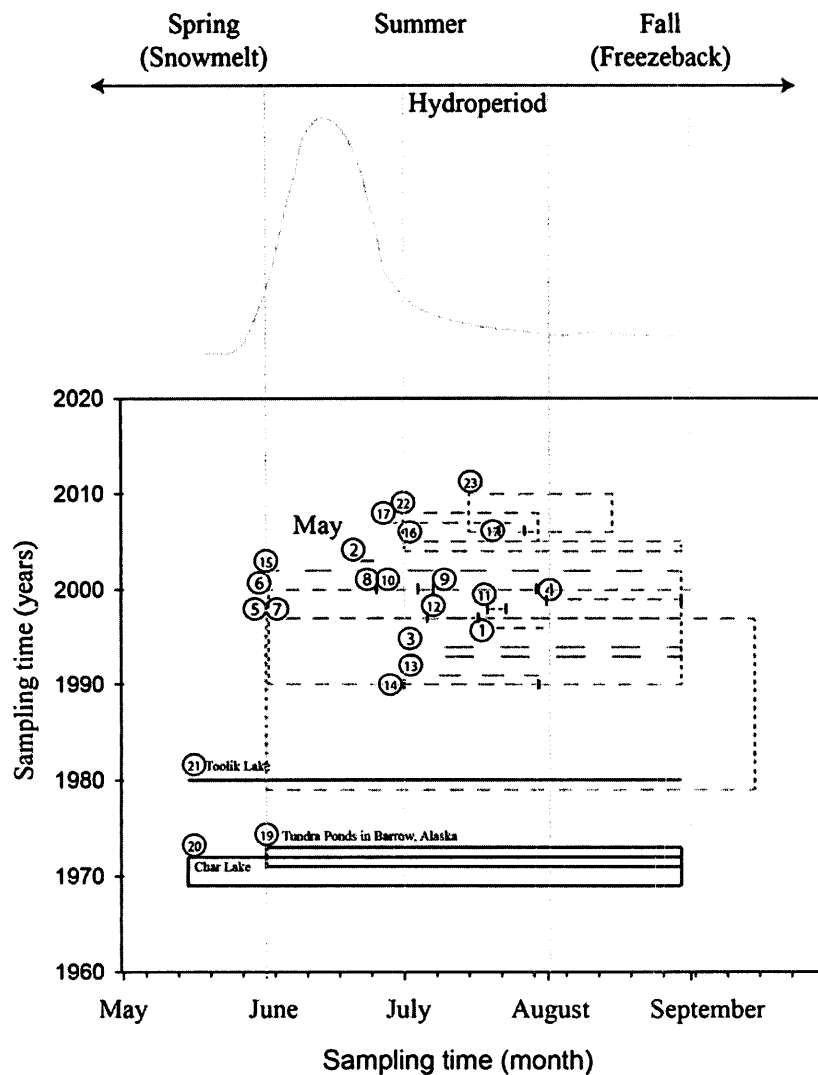 Spring Summer Fall
(Snowmelt) (Freezeback)
Hydroperiod
2020
23
2010
22
17
16 17
May
2
15
6 8 10 9 11 4
2000
5 7 12
1
3
13
1990
14
21 Toolik Lake
1980
19 Tundra Ponds in Barrow, Alaska
20
Char Lake
1970
1960
May June July August September
Sampling time (years)
Sampling time (month)